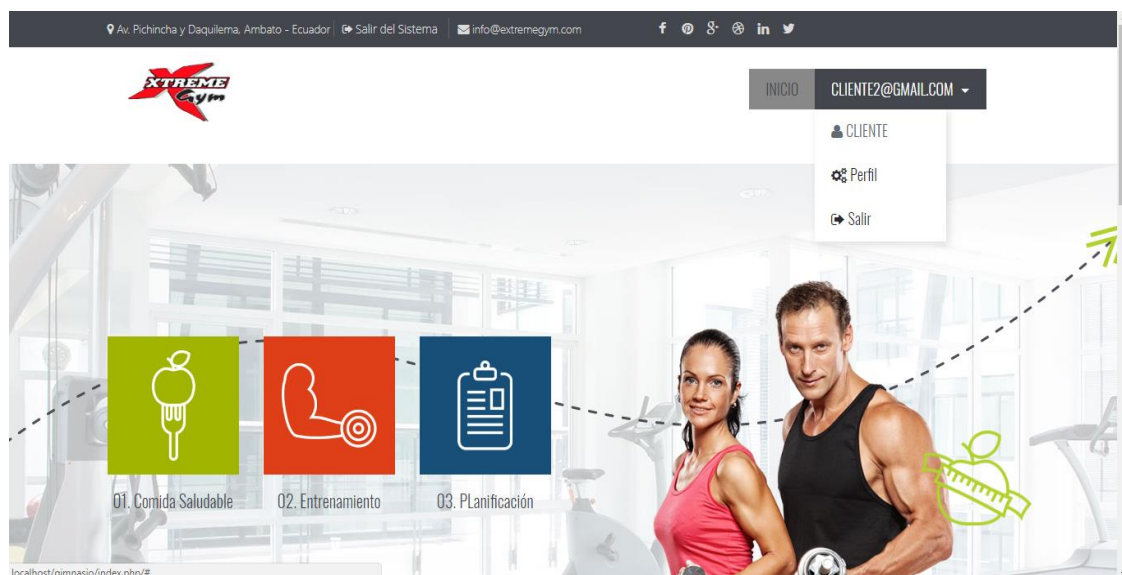 Av. Pichincha y Daquilema, Ambato - Ecuador Salir del Sistema info@extremegym.com
XTREME
Gym
INICIO CLIENTE2@GMAIL.COM
CLIENTE
Perfil
Salir
01. Comida Saludable 02. Entrenamiento 03. PLanificación
localhost/gimnasio/index.php/#